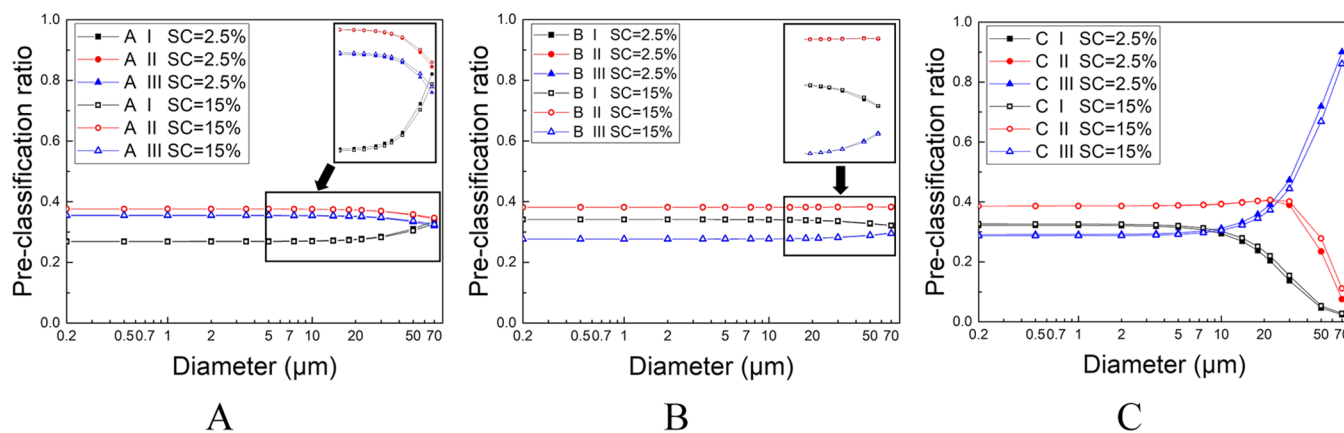 Pre-classification ratio
1.0
0.8
0.6
0.4
0.2
0.0
A I SC=2.5%
A II SC=2.5%
A III SC=2.5%
A I SC=15%
A II SC=15%
A III SC=15%
0.2 0.5 0.7 1 2 5 7 10 20 50 70
Diameter (μm)
A
Pre-classification ratio
1.0
0.8
0.6
0.4
0.2
0.0
B I SC=2.5%
B II SC=2.5%
B III SC=2.5%
B I SC=15%
B II SC=15%
B III SC=15%
0.2 0.5 0.7 1 2 5 7 10 20 50 70
Diameter (μm)
B
Pre-classification ratio
1.0
0.8
0.6
0.4
0.2
0.0
C I SC=2.5%
C II SC=2.5%
C III SC=2.5%
C I SC=15%
C II SC=15%
C III SC=15%
0.2 0.5 0.7 1 2 5 7 10 20 50 70
Diameter (μm)
C